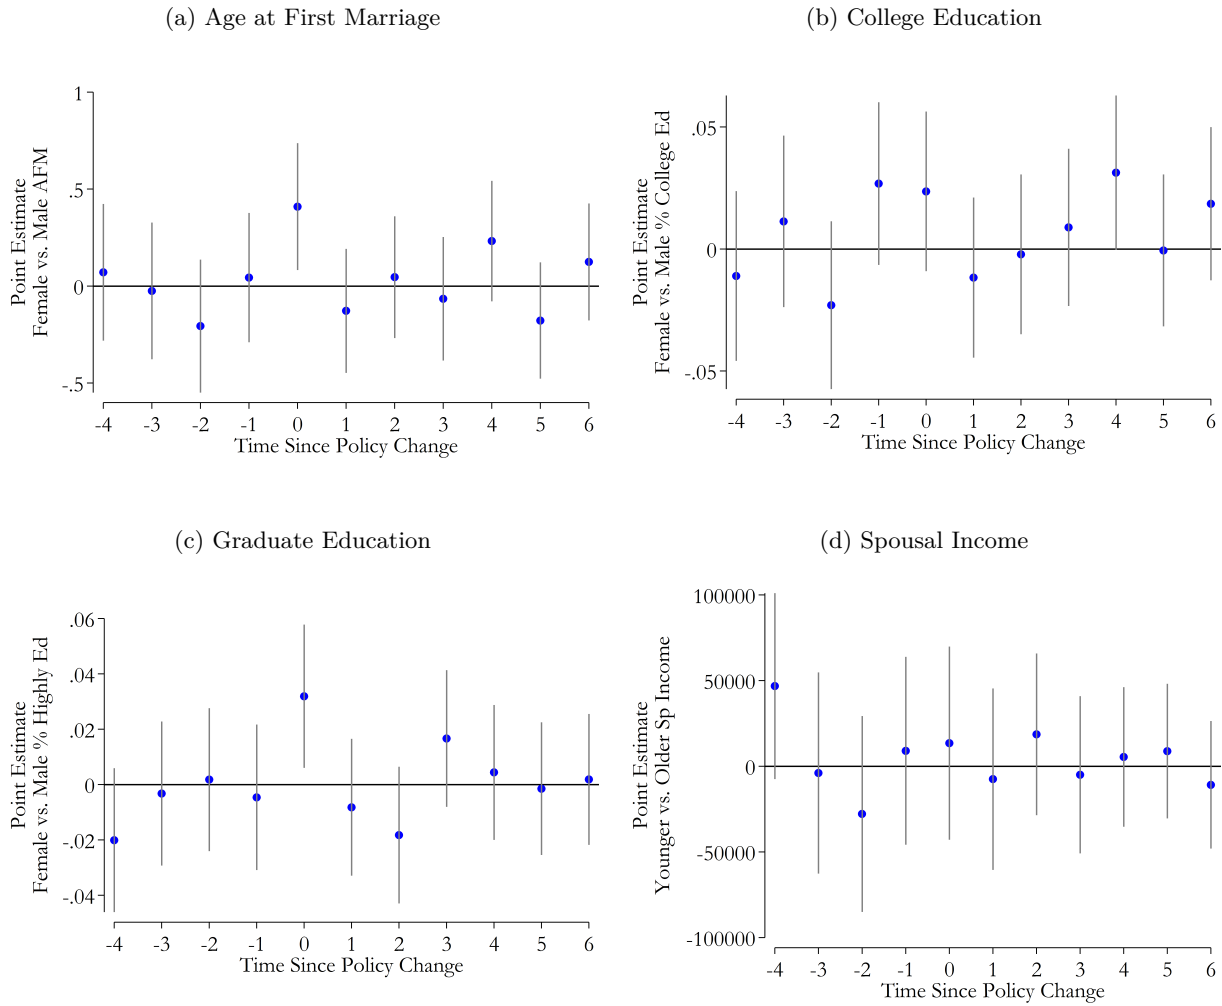 (a) Age at First Marriage
Point Estimate
Female vs. Male AFM
1
.5
0
-.5
-4 -3 -2 -1 0 1 2 3 4 5 6
Time Since Policy Change
(b) College Education
Point Estimate
Female vs. Male % College Ed
.05
0
-.05
-4 -3 -2 -1 0 1 2 3 4 5 6
Time Since Policy Change
(c) Graduate Education
Point Estimate
Female vs. Male % Highly Ed
.06
.04
.02
0
-.02
-.04
-4 -3 -2 -1 0 1 2 3 4 5 6
Time Since Policy Change
(d) Spousal Income
Point Estimate
Younger vs. Older Sp Income
100000
50000
0
-50000
-100000
-4 -3 -2 -1 0 1 2 3 4 5 6
Time Since Policy Change